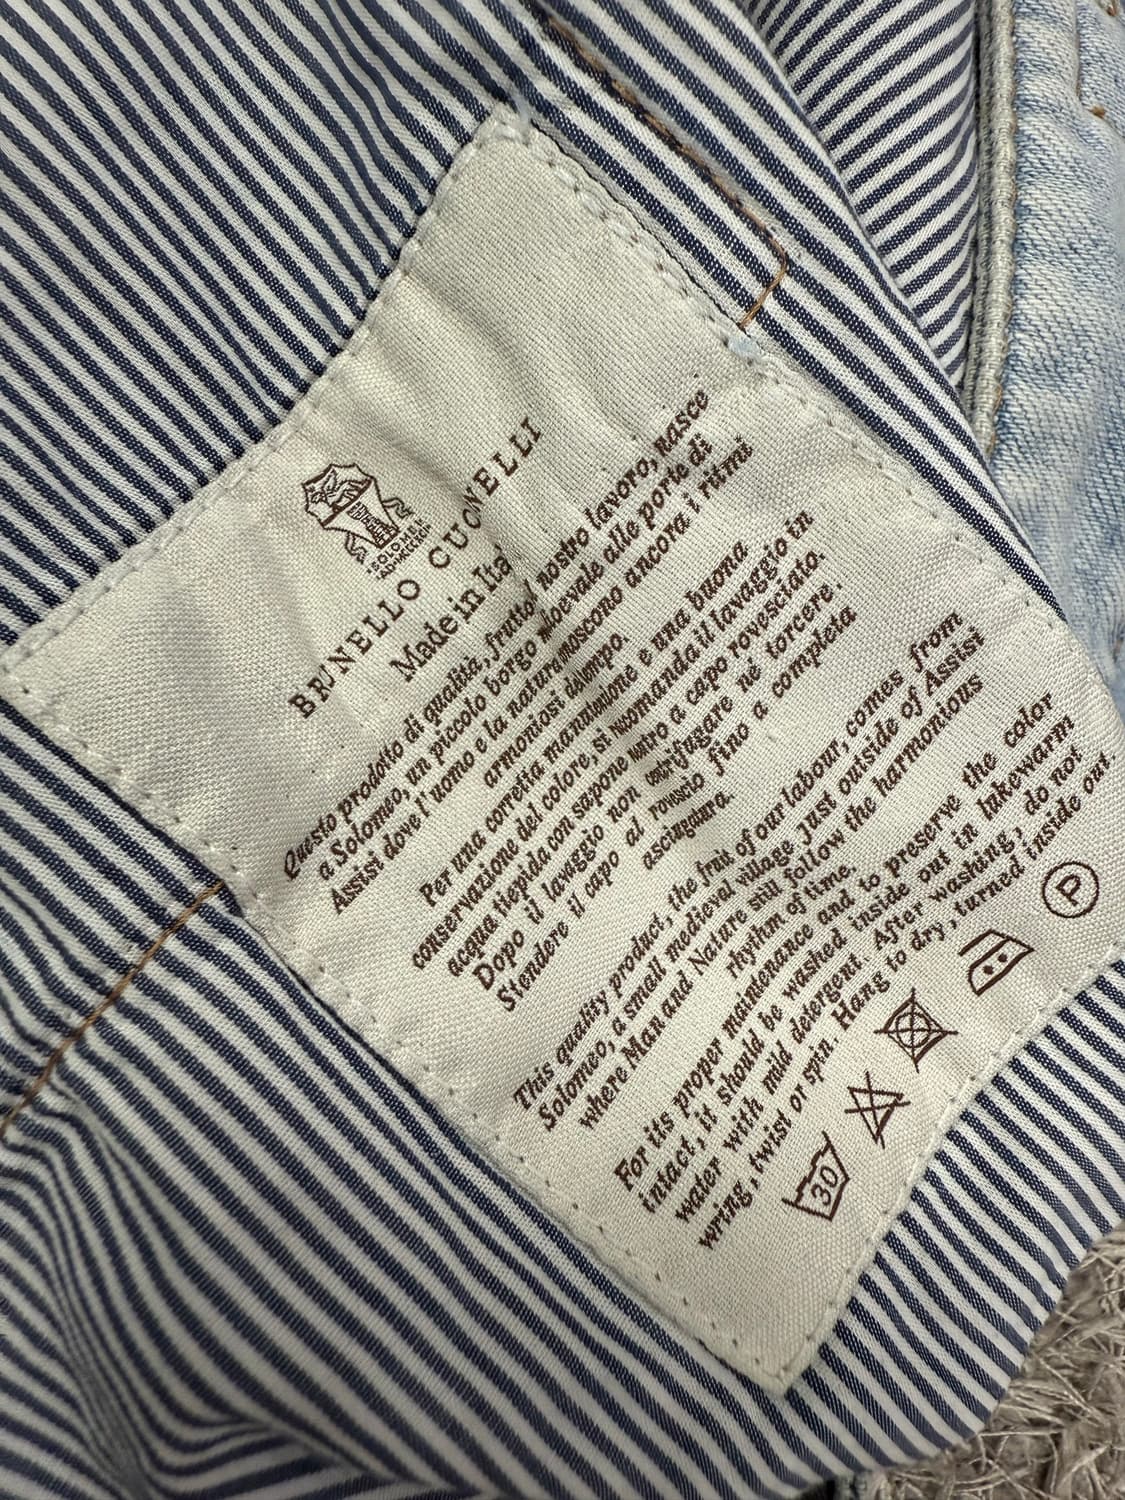 SOLOMEO
BRUNELLO CUCINELLI
Made in Italy
Questo prodotto di qualità, frutto nostro lavoro, nasce
a Solomeo, un piccolo borgo alle porte di
Assisi dove l'uomo e la natura ancora i ritmi
armoniosi del tempo.
Per una corretta manutenzione e una buona
conservazione del colore, si il lavaggio in
acqua tiepida con sapone neutro a capo rovesciato.
Dopo il lavaggio non centrifugare né torcere.
Stendere il capo al rovescio fino a completa
asciugatura.
This quality product, the fruit of our labour, comes from
Solomeo, a small medieval village just outside of Assisi
where Man and Nature still follow the harmonious
rhythm of time.
For its proper maintenance and to preserve the color
intact, it should be washed inside out in lukewarm
water with mild detergent. After washing, do not
wring, twist or spin. Hang to dry, turned inside out.
30
P